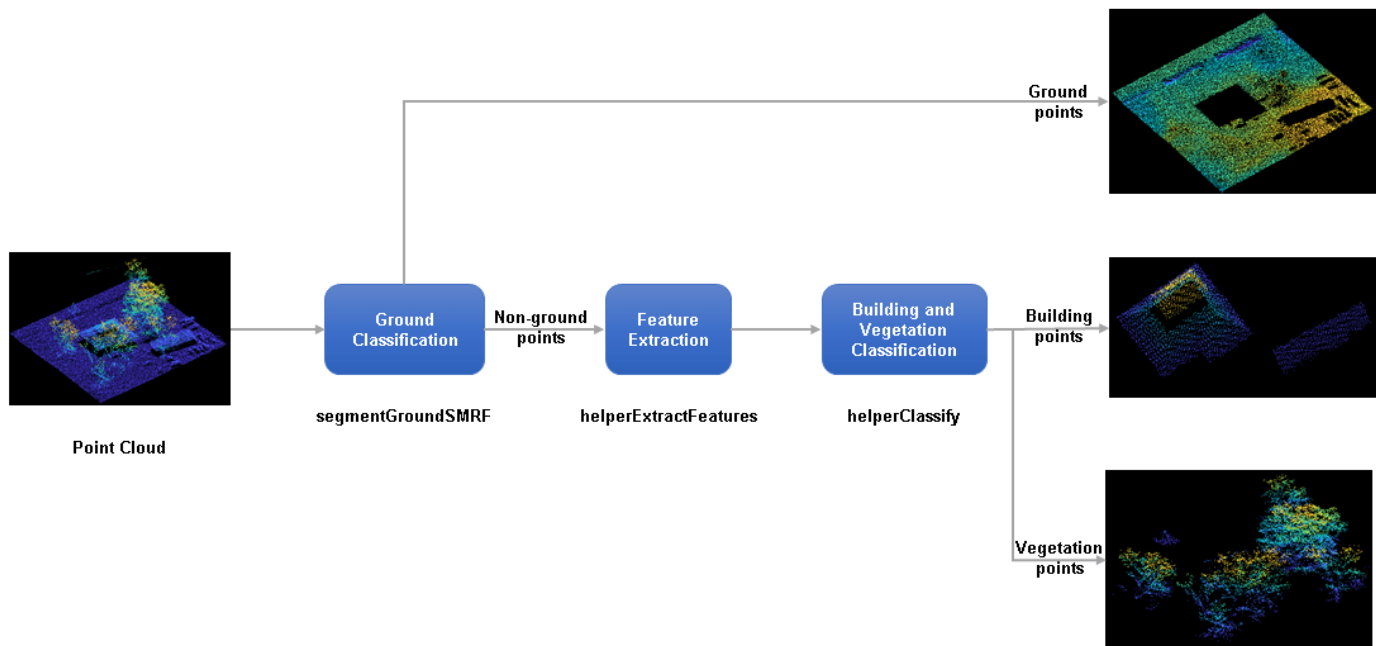 Ground
points
Ground
Classification
Non-ground
points
Feature
Extraction
Building and
Vegetation
Classification
Building
points
segmentGroundSMRF
helperExtractFeatures
helperClassify
Point Cloud
Vegetation
points